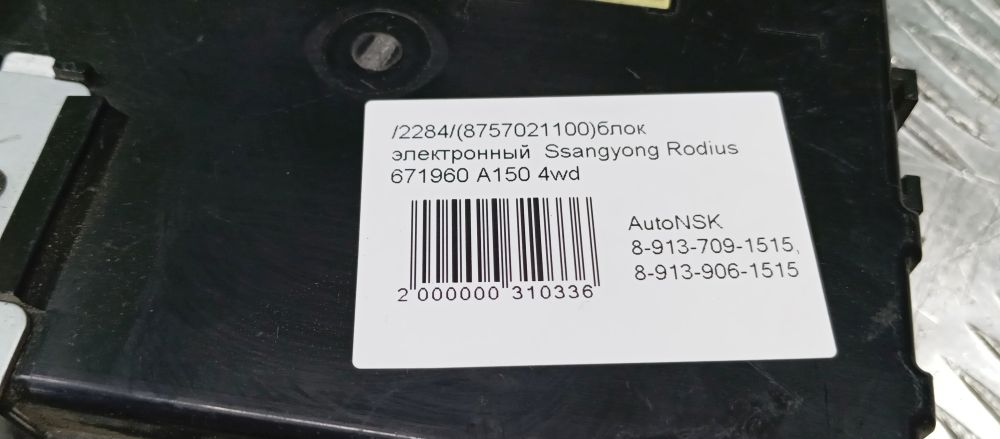 /2284/(8757021100)блок
электронный Ssangyong Rodius
671960 A150 4wd
AutoNSK
8-913-709-1515,
8-913-906-1515
2 000000 310336